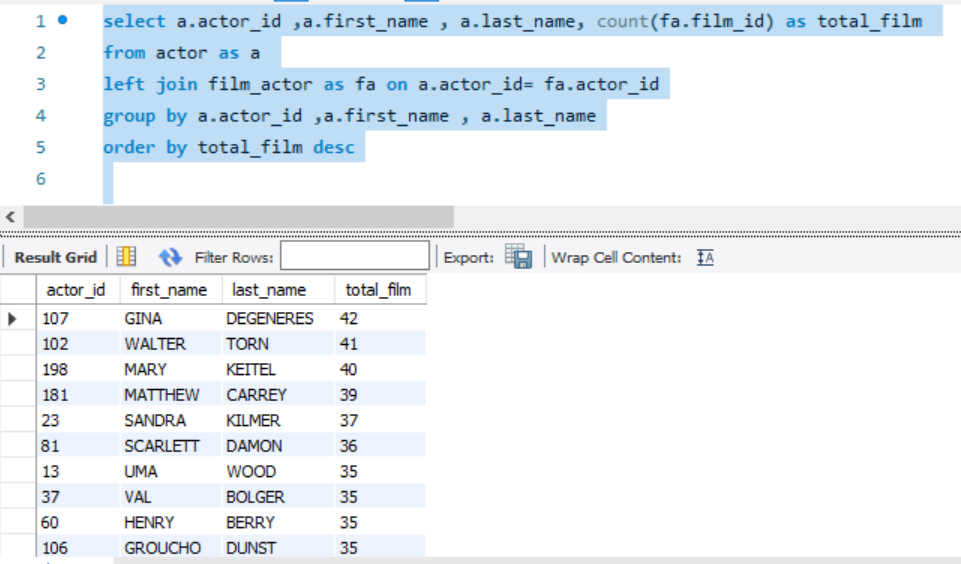 1 select a.actor_id ,a.first_name , a.last_name, count(fa.film_id) as total_film
2 from actor as a
3 left join film_actor as fa on a.actor_id= fa.actor_id
4 group by a.actor_id ,a.first_name , a.last_name
5 order by total_film desc
6
Result Grid Filter Rows: Export: Wrap Cell Content: IA
actor_id first_name last_name total_film
107 GINA DEGENERES 42
102 WALTER TORN 41
198 MARY KEITEL 40
181 MATTHEW CARREY 39
23 SANDRA KILMER 37
81 SCARLETT DAMON 36
13 UMA WOOD 35
37 VAL BOLGER 35
60 HENRY BERRY 35
106 GROUCHO DUNST 35